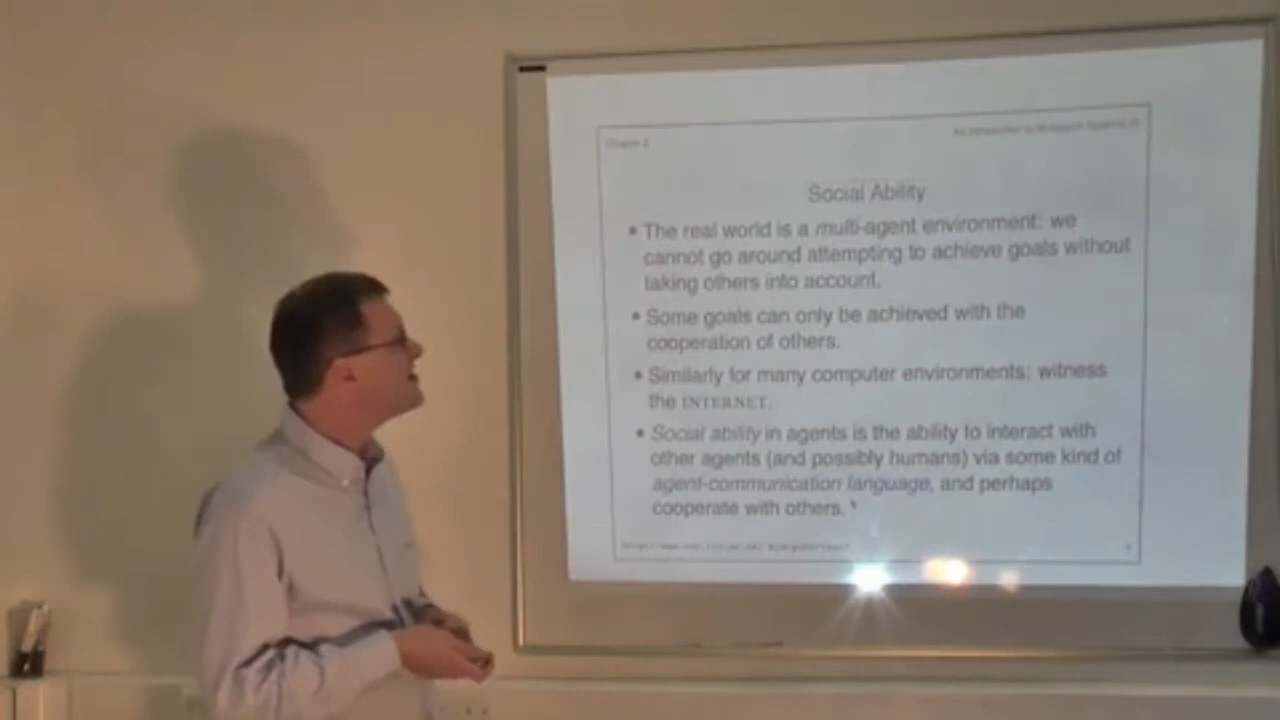 Chapter 2
An Introduction to Multiagent Systems 2e
Social Ability
• The real world is a multi-agent environment: we
cannot go around attempting to achieve goals without
taking others into account.
• Some goals can only be achieved with the
cooperation of others.
• Similarly for many computer environments: witness
the INTERNET.
• Social ability in agents is the ability to interact with
other agents (and possibly humans) via some kind of
agent-communication language, and perhaps
cooperate with others.